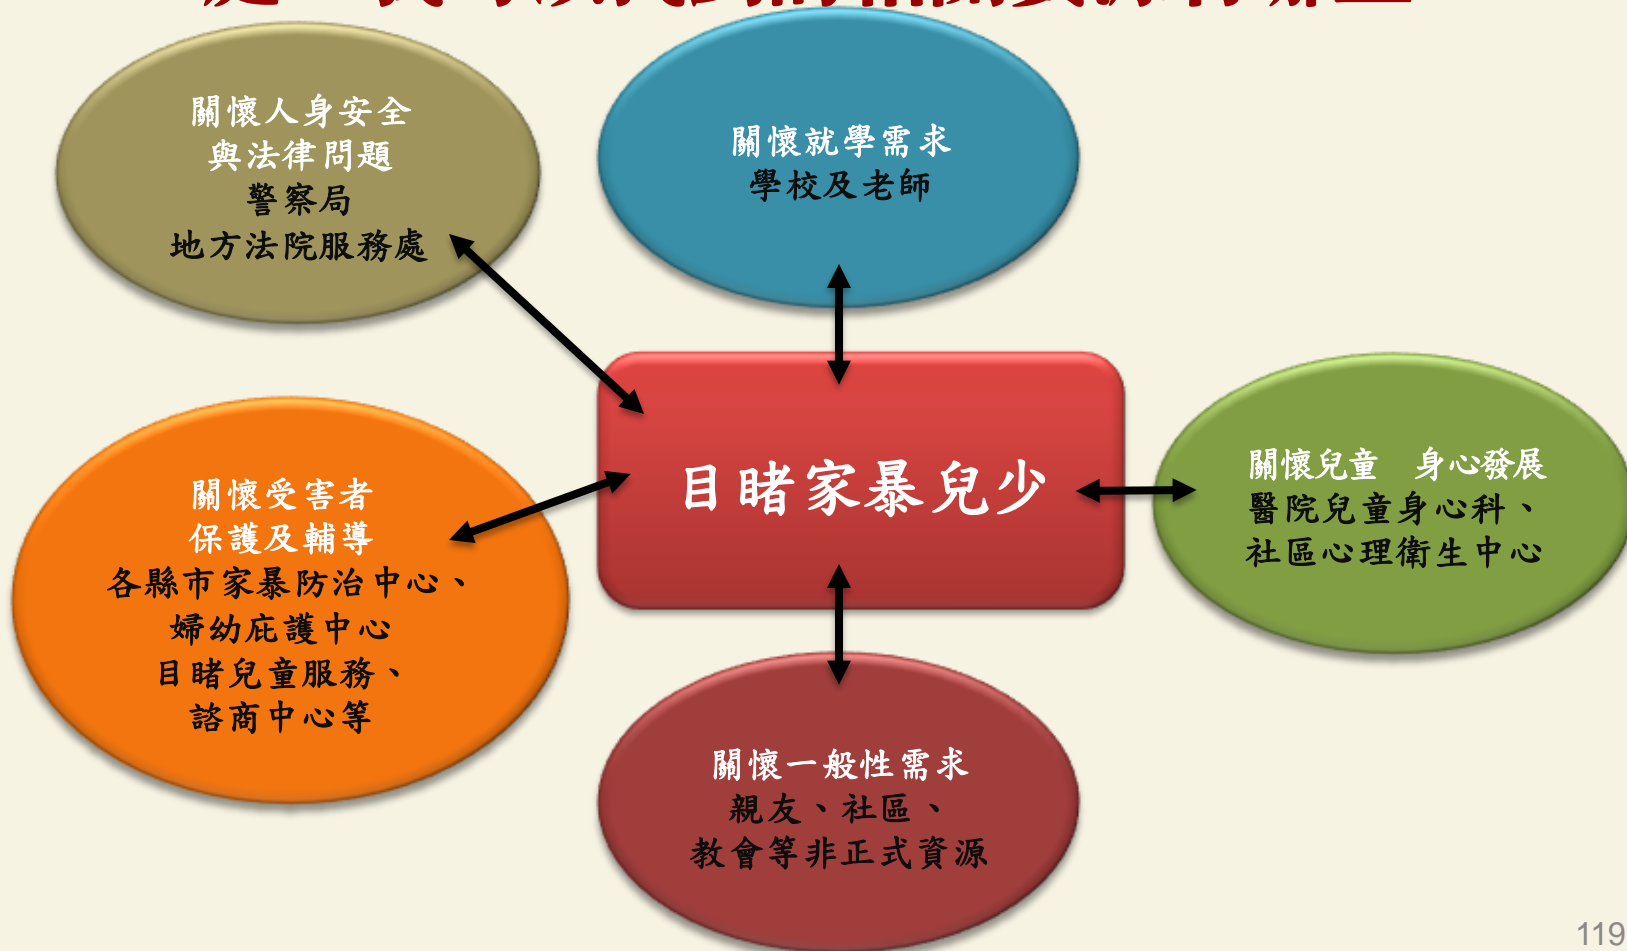 關懷人身安全
與法律問題
警察局
地方法院服務處
關懷就學需求
學校及老師
目睹家暴兒少
關懷兒童 身心發展
醫院兒童身心科、
社區心理衛生中心
關懷受害者
保護及輔導
各縣市家暴防治中心、
婦幼庇護中心
目睹兒童服務、
諮商中心等
關懷一般性需求
親友、社區、
教會等非正式資源
119